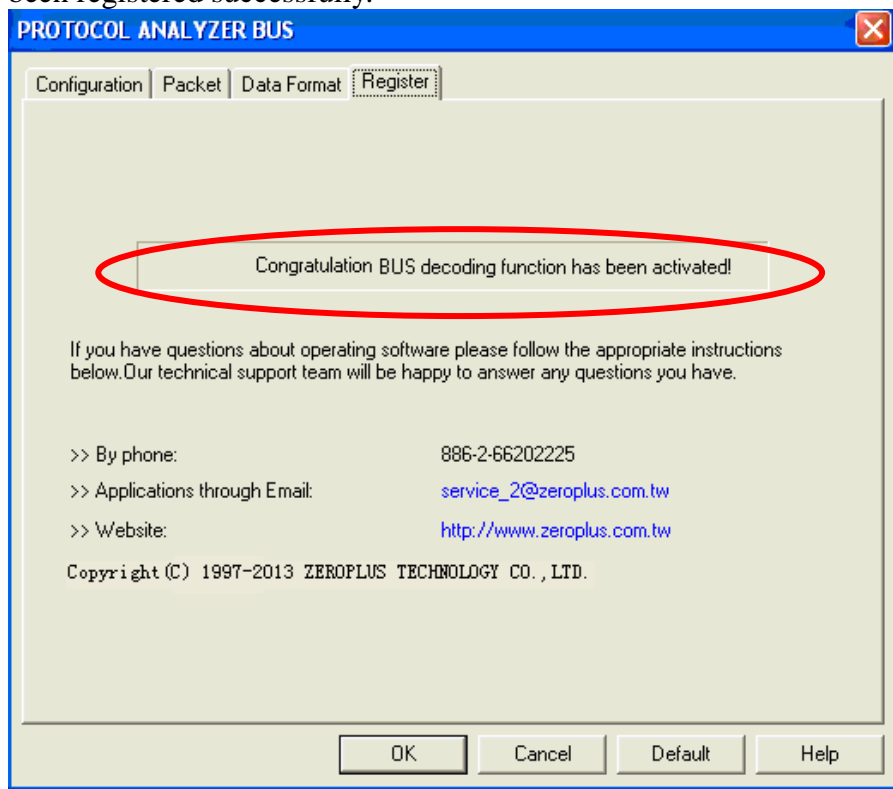 been registered successfully.
PROTOCOL ANALYZER BUS
Configuration Packet Data Format Register
Congratulation BUS decoding function has been activated!
If you have questions about operating software please follow the appropriate instructions
below.Our technical support team will be happy to answer any questions you have.
>> By phone: 886-2-66202225
>> Applications through Email: service_2@zeroplus.com.tw
>> Website: http://www.zeroplus.com.tw
Copyright(C) 1997-2013 ZEROPLUS TECHNOLOGY CO.,LTD.
OK Cancel Default Help